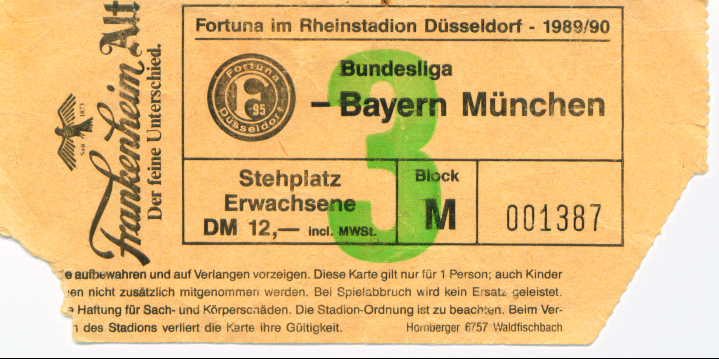 Fortuna im Rheinstadion Düsseldorf - 1989/90
Fortuna
F 95
Düsseldorf
3
Bundesliga
– Bayern München
Stehplatz
Erwachsene
DM 12,— incl. MWSt.
Block
M
001387
Seit 1873
Frankenheim Alt
Der feine Unterschied.
aufbewahren und auf Verlangen vorzeigen. Diese Karte gilt nur für 1 Person; auch Kinder
nicht zusätzlich mitgenommen werden. Bei Spielabbruch wird kein Ersatz geleistet.
Haftung für Sach- und Körperschäden. Die Stadion-Ordnung ist zu beachten. Beim Ver-
des Stadions verliert die Karte ihre Gültigkeit. Homberger 6757 Waldfischbach